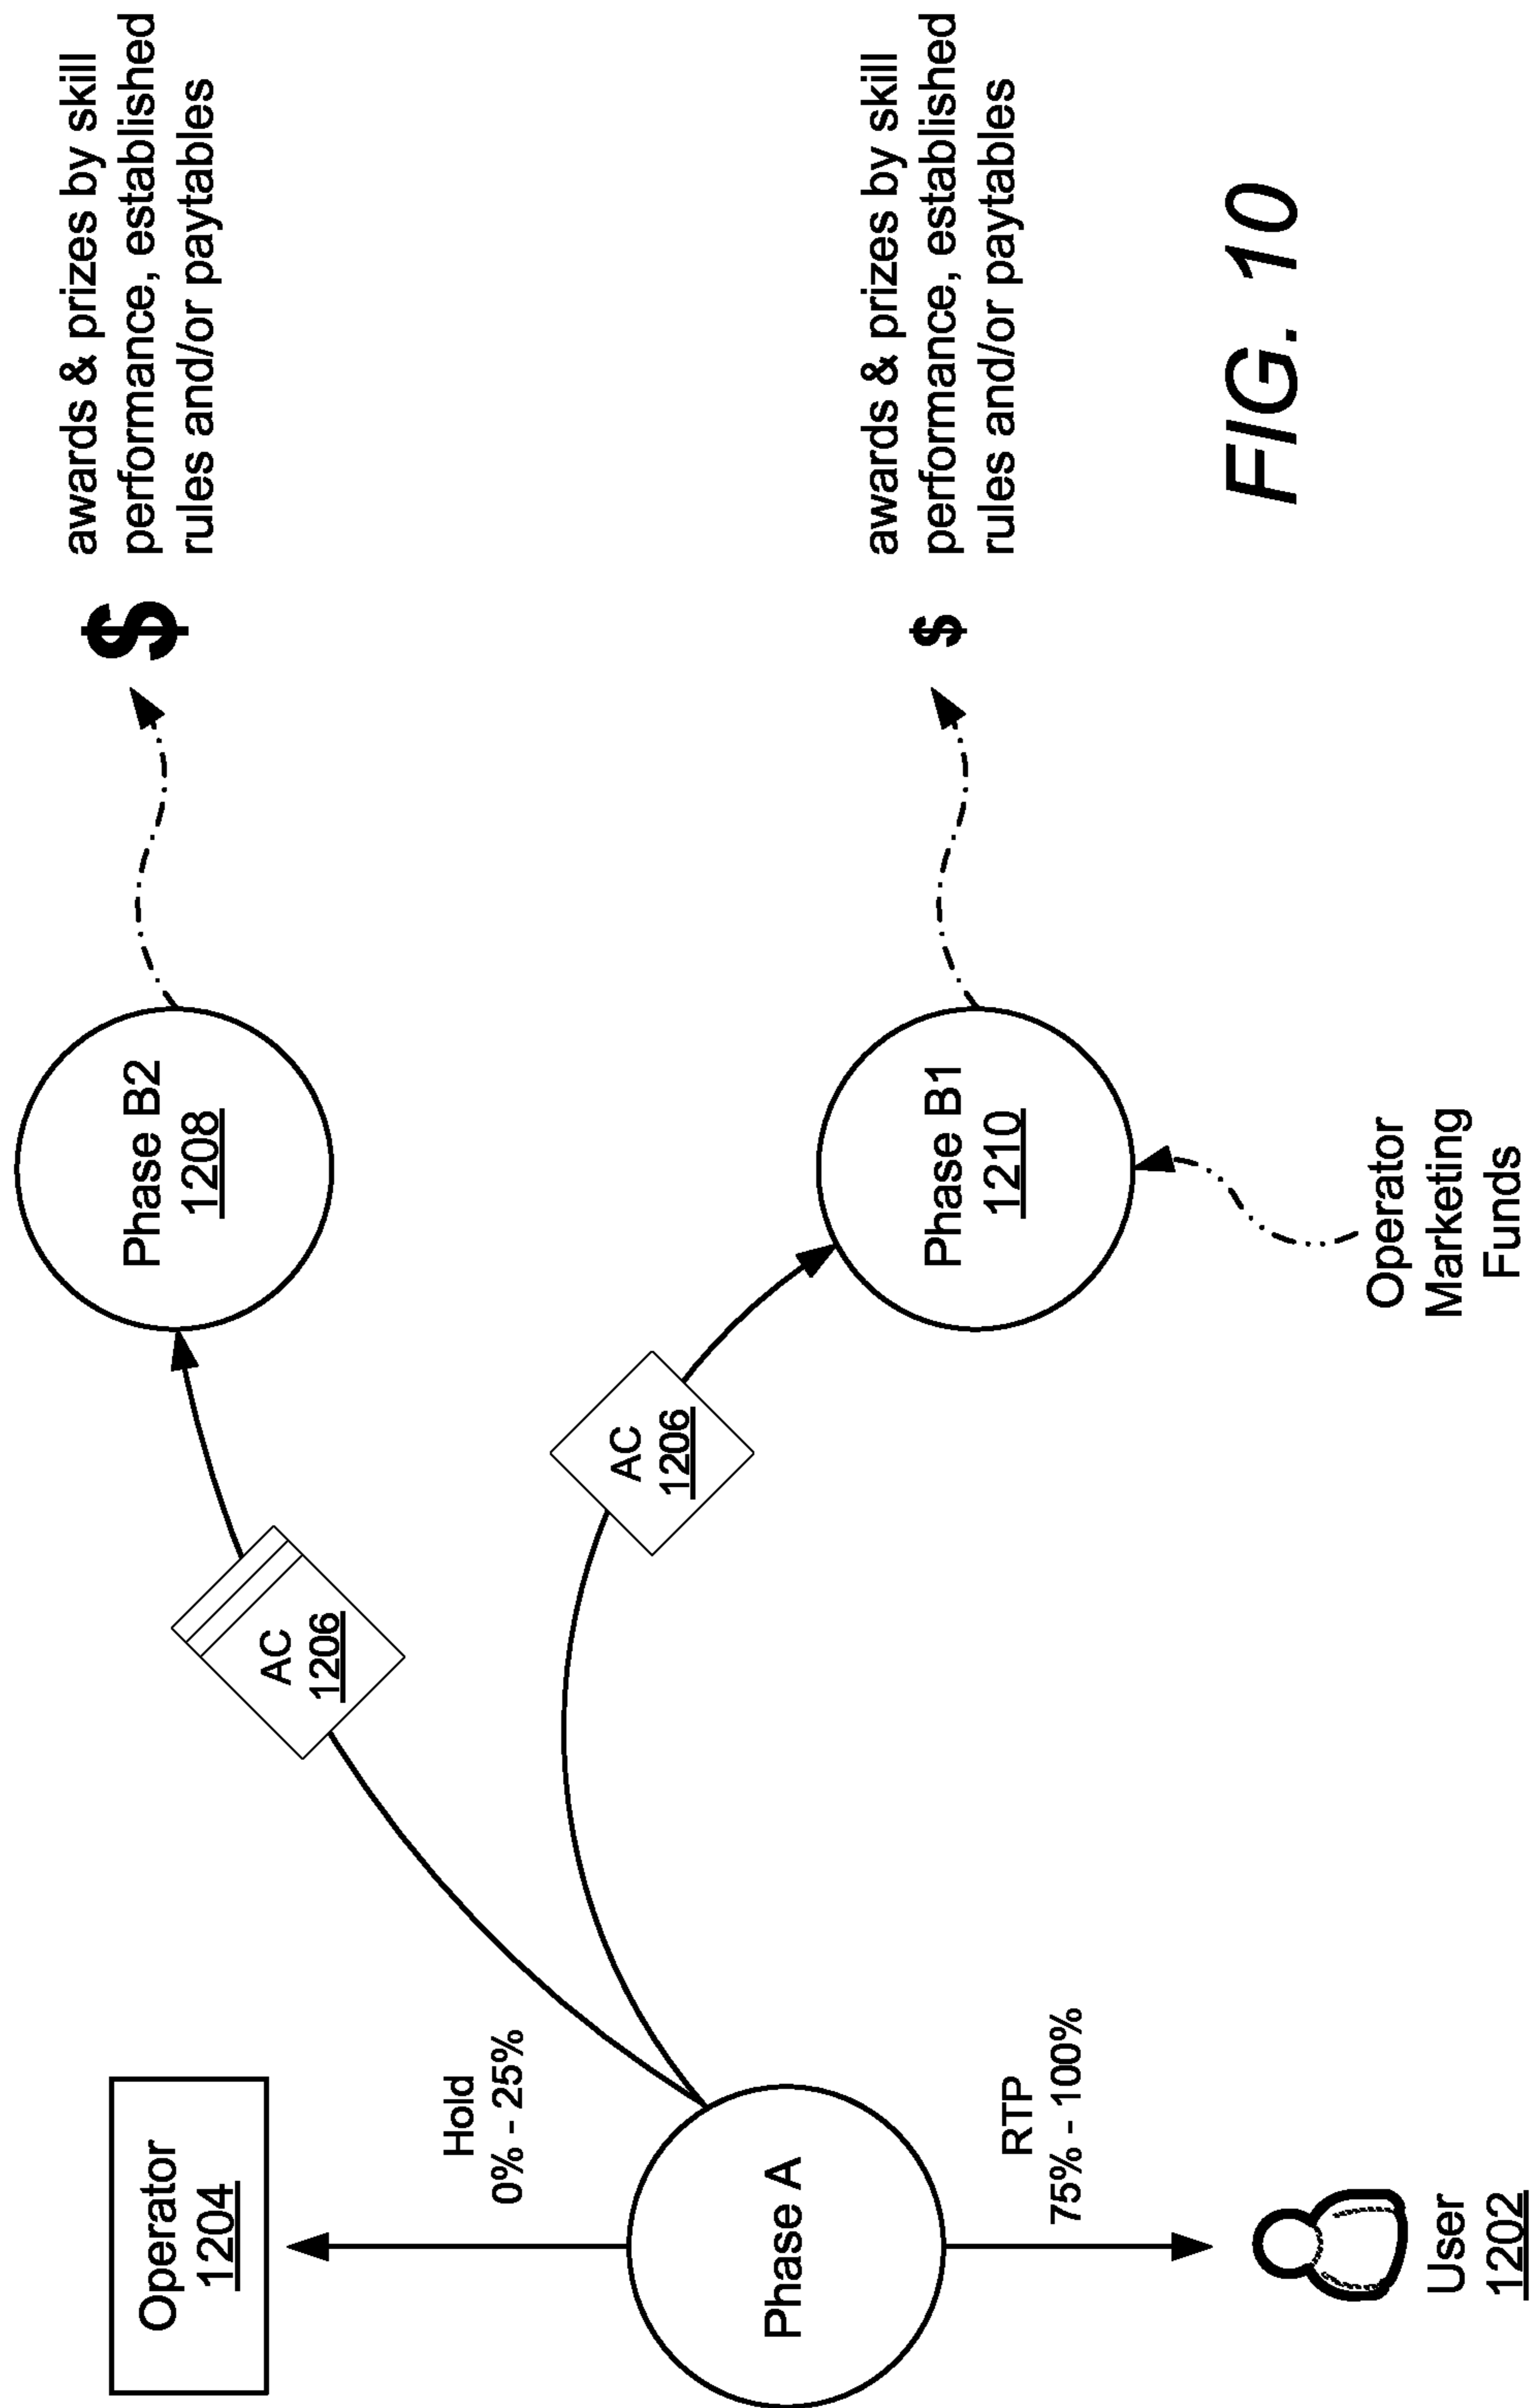 Operator
1204
Hold
0% - 25%
Phase A
RTP
75% - 100%
User
1202
AC
1206
AC
1206
Phase B2
1208
Phase B1
1210
Operator
Marketing
Funds
$
awards & prizes by skill
performance, established
rules and/or paytables
$
awards & prizes by skill
performance, established
rules and/or paytables
FIG. 10